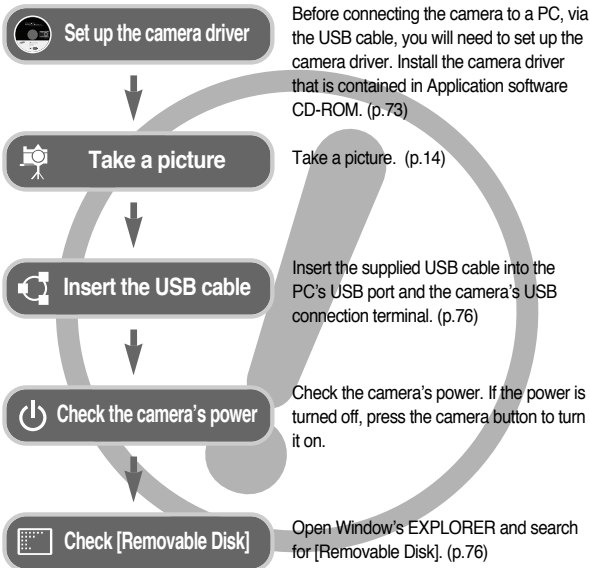 Set up the camera driver
Before connecting the camera to a PC, via
the USB cable, you will need to set up the
camera driver. Install the camera driver
that is contained in Application software
CD-ROM. (p.73)
Take a picture
Take a picture. (p.14)
Insert the USB cable
Insert the supplied USB cable into the
PC's USB port and the camera's USB
connection terminal. (p.76)
Check the camera's power
Check the camera's power. If the power is
turned off, press the camera button to turn
it on.
Check [Removable Disk]
Open Window's EXPLORER and search
for [Removable Disk]. (p.76)